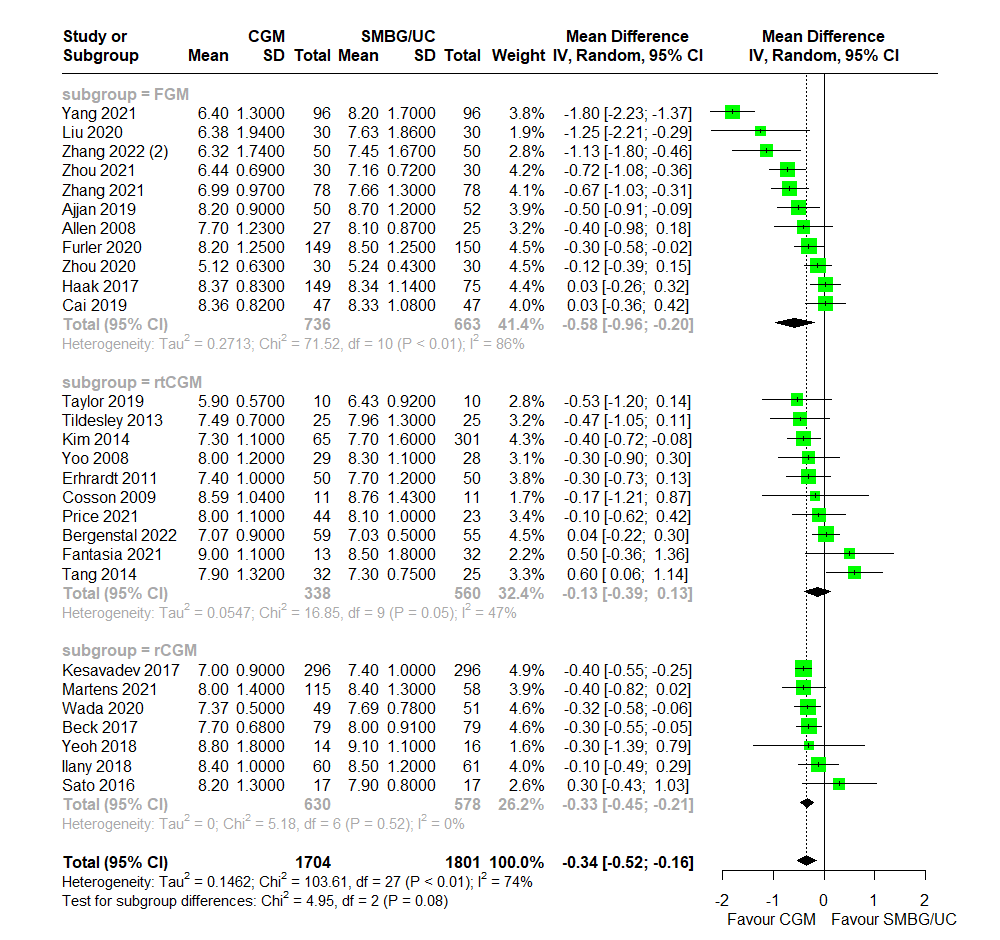 Study or CGM SMBG/UC Mean Difference Mean Difference
Subgroup Mean SD Total Mean SD Total Weight IV, Random, 95% CI IV, Random, 95% CI
subgroup = FGM
Yang 2021 6.40 1.3000 96 8.20 1.7000 96 3.8% -1.80 [-2.23; -1.37]
Liu 2020 6.38 1.9400 30 7.63 1.8600 30 1.9% -1.25 [-2.21; -0.29]
Zhang 2022 (2) 6.32 1.7400 50 7.45 1.6700 50 2.8% -1.13 [-1.80; -0.46]
Zhou 2021 6.44 0.6900 30 7.16 0.7200 30 4.1% -0.72 [-1.08; -0.36]
Zhang 2021 6.99 0.9700 78 7.66 1.3000 78 4.1% -0.67 [-1.03; -0.31]
Ajjan 2019 8.20 0.9000 50 8.70 1.2000 52 3.9% -0.50 [-0.91; -0.09]
Allen 2008 7.70 1.2300 27 8.10 0.8700 25 3.1% -0.40 [-0.98; 0.18]
Furler 2020 8.20 1.2500 149 8.50 1.2500 150 4.5% -0.30 [-0.58; -0.02]
Zhou 2020 5.12 0.6300 30 5.24 0.4300 30 4.5% -0.12 [-0.39; 0.15]
Haak 2017 8.37 0.8300 149 8.34 1.1400 75 4.4% 0.03 [-0.26; 0.32]
Cai 2019 8.36 0.8200 47 8.33 1.0800 47 4.0% 0.03 [-0.36; 0.42]
Total (95% CI) 736 663 41.4% -0.58 [-0.96; -0.20]
Heterogeneity: Tau² = 0.2713; Chi² = 71.52, df = 10 (P < 0.01); I² = 86%
subgroup = rtCGM
Taylor 2019 5.90 0.5700 10 6.43 0.9200 10 2.8% -0.53 [-1.20; 0.14]
Tildesley 2013 7.49 0.7000 25 7.96 1.3000 25 3.1% -0.47 [-1.05; 0.11]
Kim 2014 7.30 1.1000 65 7.70 1.6000 301 4.3% -0.40 [-0.72; -0.08]
Yoo 2008 8.00 1.2000 29 8.30 1.1000 28 3.1% -0.30 [-0.90; 0.30]
Erhardt 2011 7.40 1.0000 50 7.70 1.2000 50 3.8% -0.30 [-0.73; 0.13]
Cosson 2009 8.59 1.0400 11 8.76 1.4300 11 1.7% -0.17 [-1.21; 0.87]
Price 2021 8.00 1.1000 44 8.10 1.0000 23 3.4% -0.10 [-0.62; 0.42]
Bergenstal 2022 7.07 0.9000 59 7.03 0.5000 55 4.6% 0.04 [-0.22; 0.30]
Fantasia 2021 9.00 1.1000 13 8.50 1.8000 32 2.2% 0.50 [-0.36; 1.36]
Tang 2014 7.90 1.3200 32 7.30 0.7500 25 3.3% 0.60 [ 0.06; 1.14]
Total (95% CI) 338 560 32.4% -0.13 [-0.39; 0.13]
Heterogeneity: Tau² = 0.0547; Chi² = 16.85, df = 9 (P = 0.05); I² = 47%
subgroup = rCGM
Kesavadev 2017 7.00 0.9000 296 7.40 1.0000 296 4.9% -0.40 [-0.55; -0.25]
Martens 2021 8.00 1.4000 115 8.40 1.3000 58 3.9% -0.40 [-0.82; 0.02]
Wada 2020 7.37 0.5000 49 7.69 0.7800 51 4.6% -0.32 [-0.58; -0.06]
Beck 2017 7.70 0.6800 79 8.00 0.9100 79 4.6% -0.30 [-0.55; -0.05]
Yeoh 2018 8.80 1.8000 14 9.10 1.1000 16 1.6% -0.30 [-1.39; 0.79]
Ilany 2018 8.40 1.0000 60 8.50 1.2000 61 4.0% -0.10 [-0.49; 0.29]
Sato 2016 8.20 1.3000 17 7.90 0.8000 17 2.6% 0.30 [-0.43; 1.03]
Total (95% CI) 630 578 26.2% -0.33 [-0.45; -0.21]
Heterogeneity: Tau² = 0; Chi² = 5.18, df = 6 (P = 0.52); I² = 0%
Total (95% CI) 1704 1801 100.0% -0.34 [-0.52; -0.16]
Heterogeneity: Tau² = 0.1462; Chi² = 103.61, df = 27 (P < 0.01); I² = 74%
Test for subgroup differences: Chi² = 4.95, df = 2 (P = 0.08)
-2 -1 0 1 2
Favour CGM Favour SMBG/UC